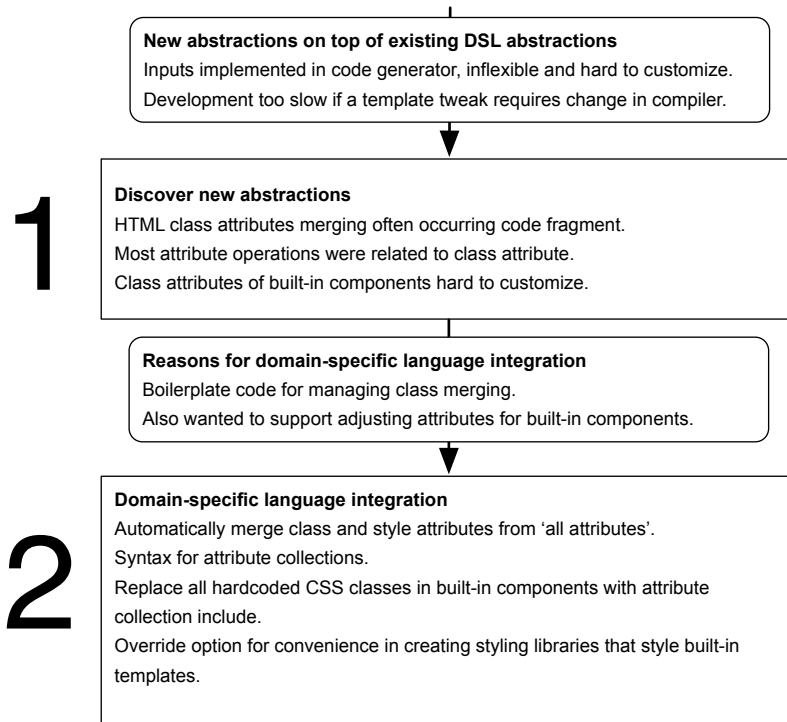 New abstractions on top of existing DSL abstractions
Inputs implemented in code generator, inflexible and hard to customize.
Development too slow if a template tweak requires change in compiler.
1
Discover new abstractions
HTML class attributes merging often occurring code fragment.
Most attribute operations were related to class attribute.
Class attributes of built-in components hard to customize.
Reasons for domain-specific language integration
Boilerplate code for managing class merging.
Also wanted to support adjusting attributes for built-in components.
2
Domain-specific language integration
Automatically merge class and style attributes from ‘all attributes’.
Syntax for attribute collections.
Replace all hardcoded CSS classes in built-in components with attribute
collection include.
Override option for convenience in creating styling libraries that style built-in
templates.